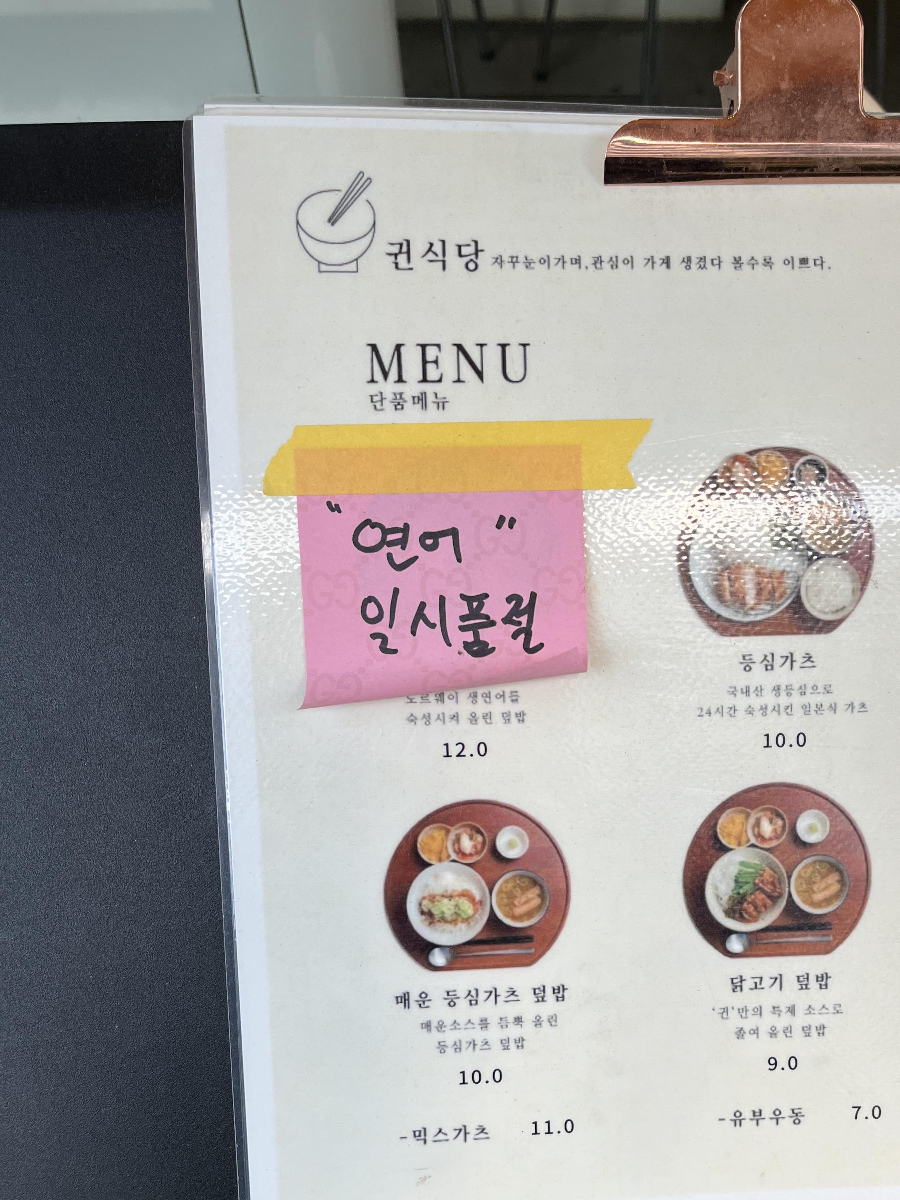 귄식당 자꾸눈이가며,관심이 가게 생겼다 볼수록 이쁘다.
MENU
단품메뉴
"연어"
일시품절
노르웨이 생연어를
숙성시켜 올린 덮밥
12.0
등심가츠
국내산 생등심으로
24시간 숙성시킨 일본식 가츠
10.0
매운 등심가츠 덮밥
매운소스를 듬뿍 올린
등심가츠 덮밥
10.0
닭고기 덮밥
'귄'만의 특제 소스로
졸여 올린 덮밥
9.0
-믹스가츠 11.0
-유부우동 7.0